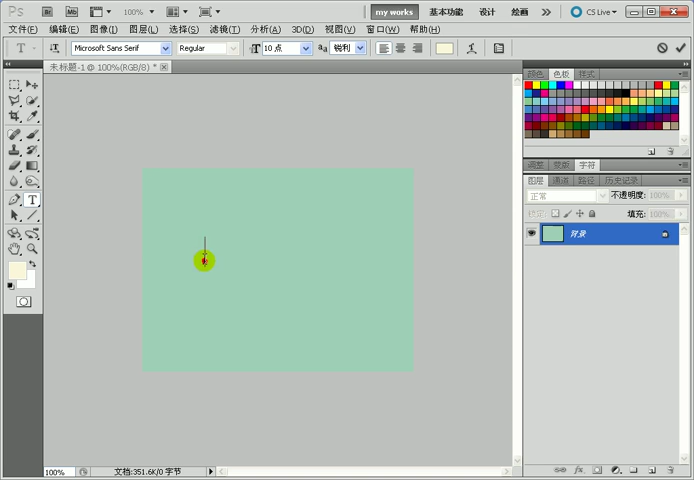 Ps Br Mb 100% my works 基本功能 设计 绘画 CS Live
文件(F) 编辑(E) 图像(I) 图层(L) 选择(S) 滤镜(T) 分析(A) 3D(D) 视图(V) 窗口(W) 帮助(H)
T Microsoft Sans Serif Regular 10 点 aa 锐利
未标题-1 @ 100%(RGB/8) *
颜色 色板 样式
调整 蒙版 字符
图层 通道 路径 历史记录
正常 不透明度: 100%
锁定: 填充: 100%
背景
100% 文档:351.6K/0 字节